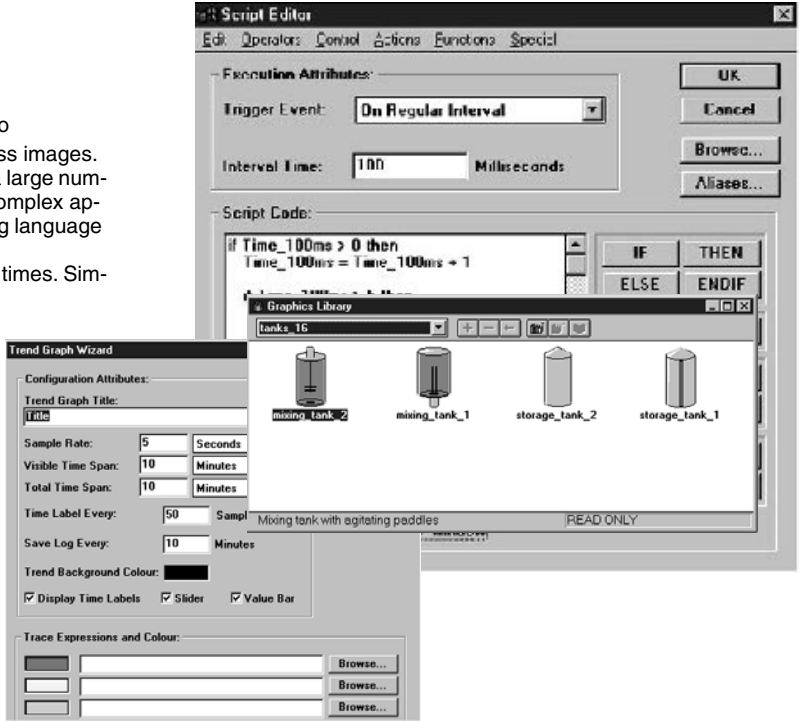 o
ss images.
a large num-
omplex ap-
g language
times. Sim-
Script Editor
Edit Operators Control Actions Functions Special
Execution Attributes:
Trigger Event: On Regular Interval
Interval Time: 100 Milliseconds
OK
Cancel
Browse...
Aliases...
Script Code:
if Time_100ms > 0 then
Time_100ms = Time_100ms + 1
IF THEN
ELSE ENDIF
Graphics Library
tanks_16
mixing_tank_2 mixing_tank_1 storage_tank_2 storage_tank_1
Mixing tank with agitating paddles READ ONLY
Trend Graph Wizard
Configuration Attributes:
Trend Graph Title:
Title
Sample Rate: 5 Seconds
Visible Time Span: 10 Minutes
Total Time Span: 10 Minutes
Time Label Every: 50 Sampl
Save Log Every: 10 Minutes
Trend Background Colour:
Display Time Labels Slider Value Bar
Trace Expressions and Colour:
Browse...
Browse...
Browse...